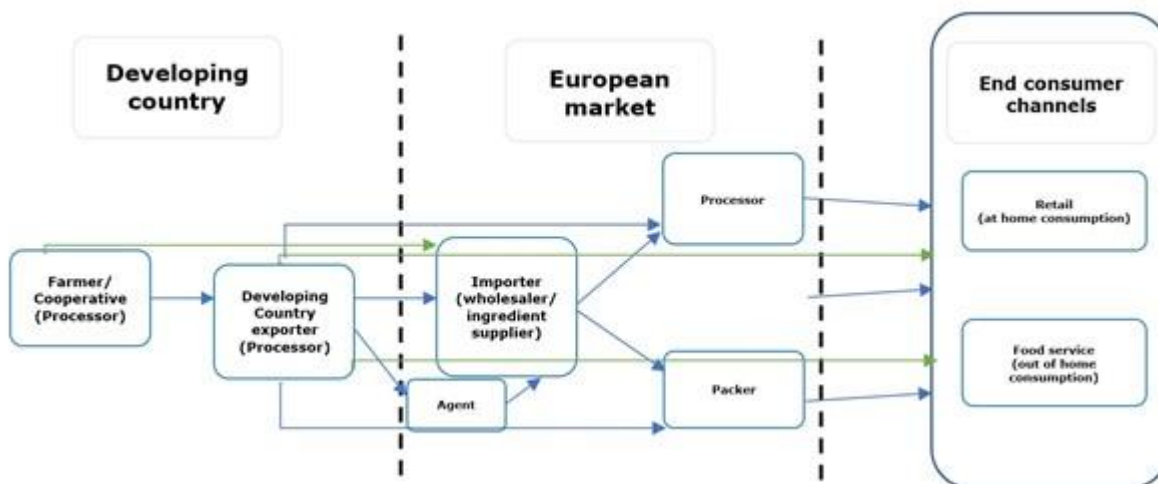 Developing
country
European
market
End consumer
channels
Processor
Retail
(at home consumption)
Farmer/
Cooperative
(Processor)
Developing
Country
exporter
(Processor)
Importer
(wholesaler/
ingredient
supplier)
Food service
(out of home
consumption)
Agent
Packer